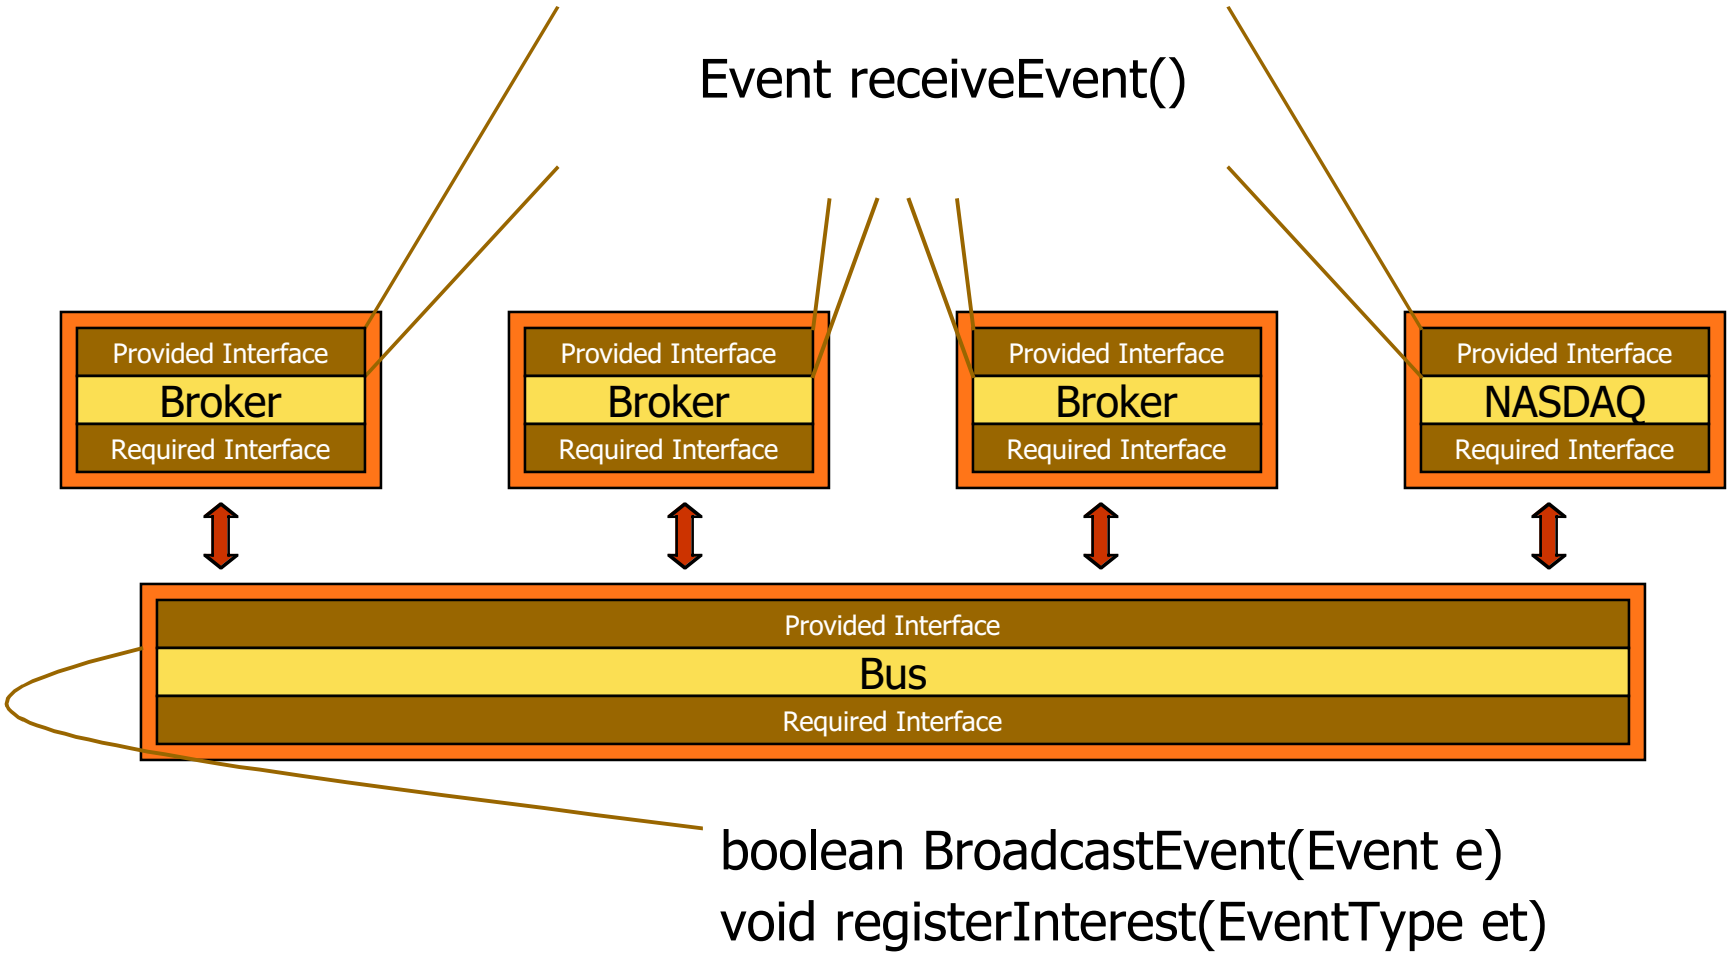 Event receiveEvent()
Provided Interface
Broker
Required Interface
Provided Interface
Broker
Required Interface
Provided Interface
Broker
Required Interface
Provided Interface
NASDAQ
Required Interface
Provided Interface
Bus
Required Interface
boolean BroadcastEvent(Event e)
void registerInterest(EventType et)